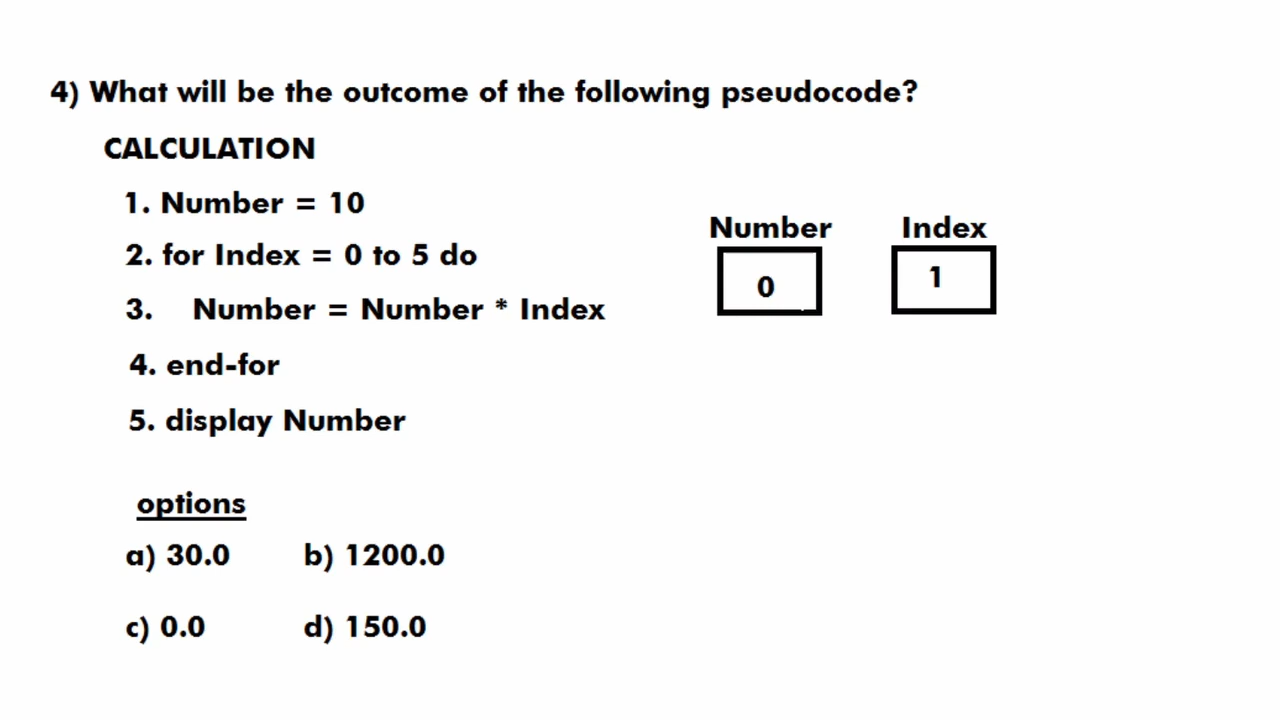 4) What will be the outcome of the following pseudocode?
CALCULATION
1. Number = 10
2. for Index = 0 to 5 do
3. Number = Number * Index
4. end-for
5. display Number
Number Index
0 1
options
a) 30.0 b) 1200.0
c) 0.0 d) 150.0